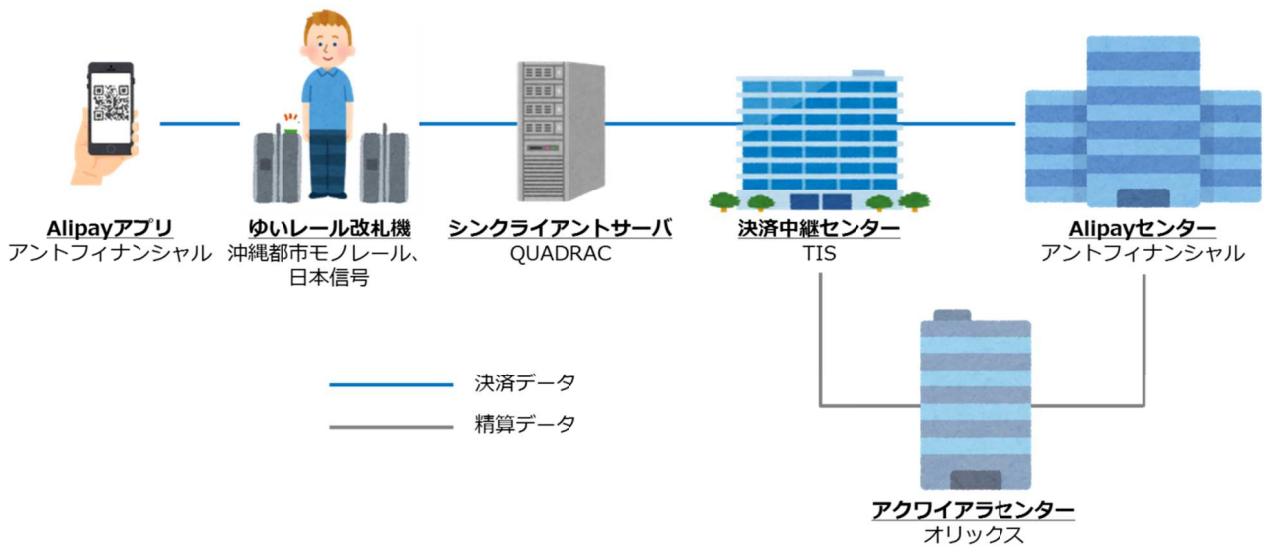 Alipayアプリ
アントフィナンシャル
ゆいレール改札機
沖縄都市モノレール、
日本信号
シンクライアントサーバ
QUADRAC
決済中継センター
TIS
Alipayセンター
アントフィナンシャル
決済データ
精算データ
アクワイアラセンター
オリックス